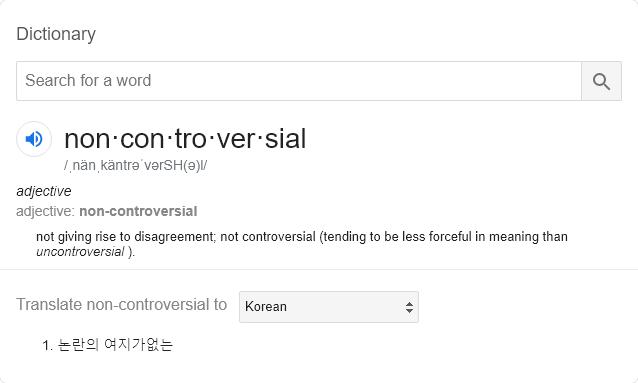 Dictionary
Search for a word
non·con·tro·ver·sial
/ˌnänˌkäntrəˈvərSH(ə)l/
adjective
adjective: non-controversial
not giving rise to disagreement; not controversial (tending to be less forceful in meaning than
uncontroversial ).
Translate non-controversial to Korean
1. 논란의 여지가없는